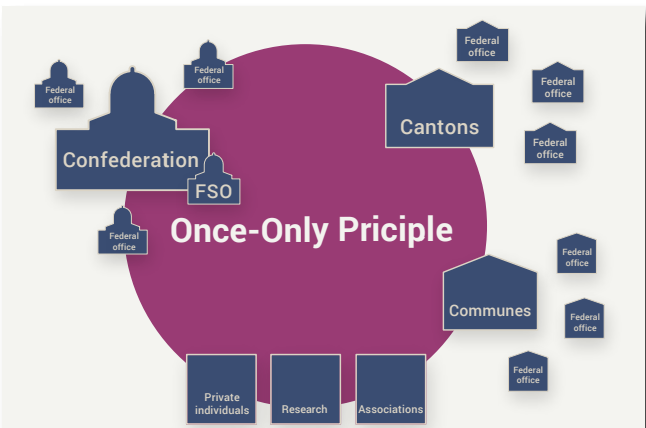 Federal
office
Federal
office
Confederation
FSO
Federal
office
Federal
office
Cantons
Federal
office
Federal
office
Once-Only Priciple
Communes
Federal
office
Federal
office
Federal
office
Private
individuals
Research
Associations